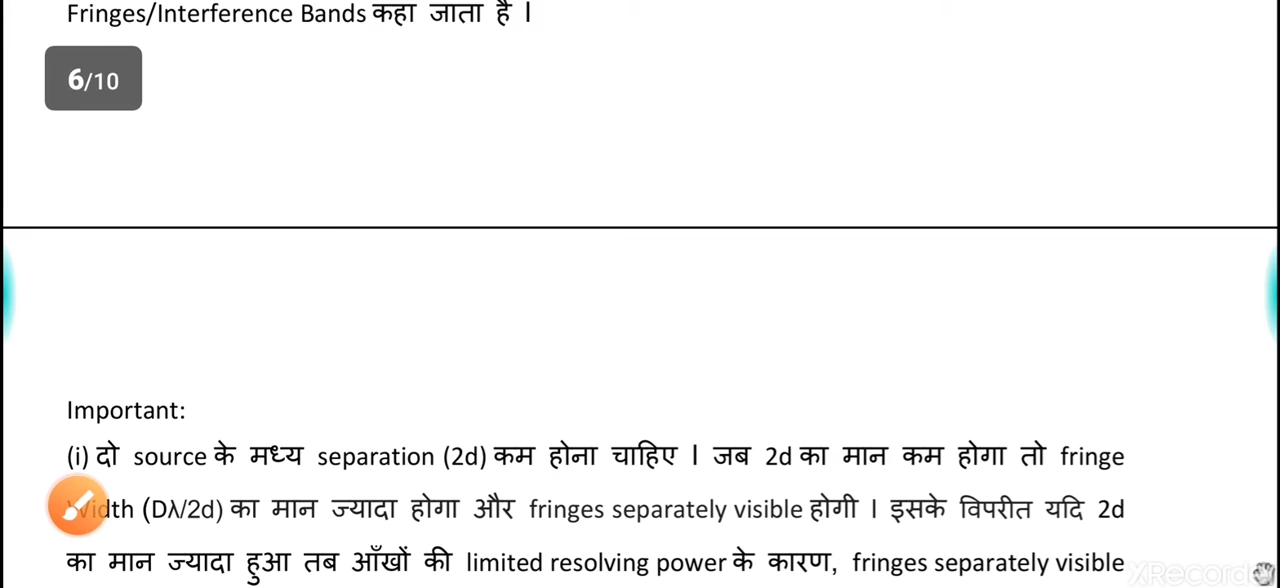 Fringes/Interference Bands कहा जाता है ।
6/10
Important:
(i) दो source के मध्य separation (2d) कम होना चाहिए । जब 2d का मान कम होगा तो fringe
Width (Dλ/2d) का मान ज्यादा होगा और fringes separately visible होगी । इसके विपरीत यदि 2d
का मान ज्यादा हुआ तब आँखों की limited resolving power के कारण, fringes separately visible
XRecorder